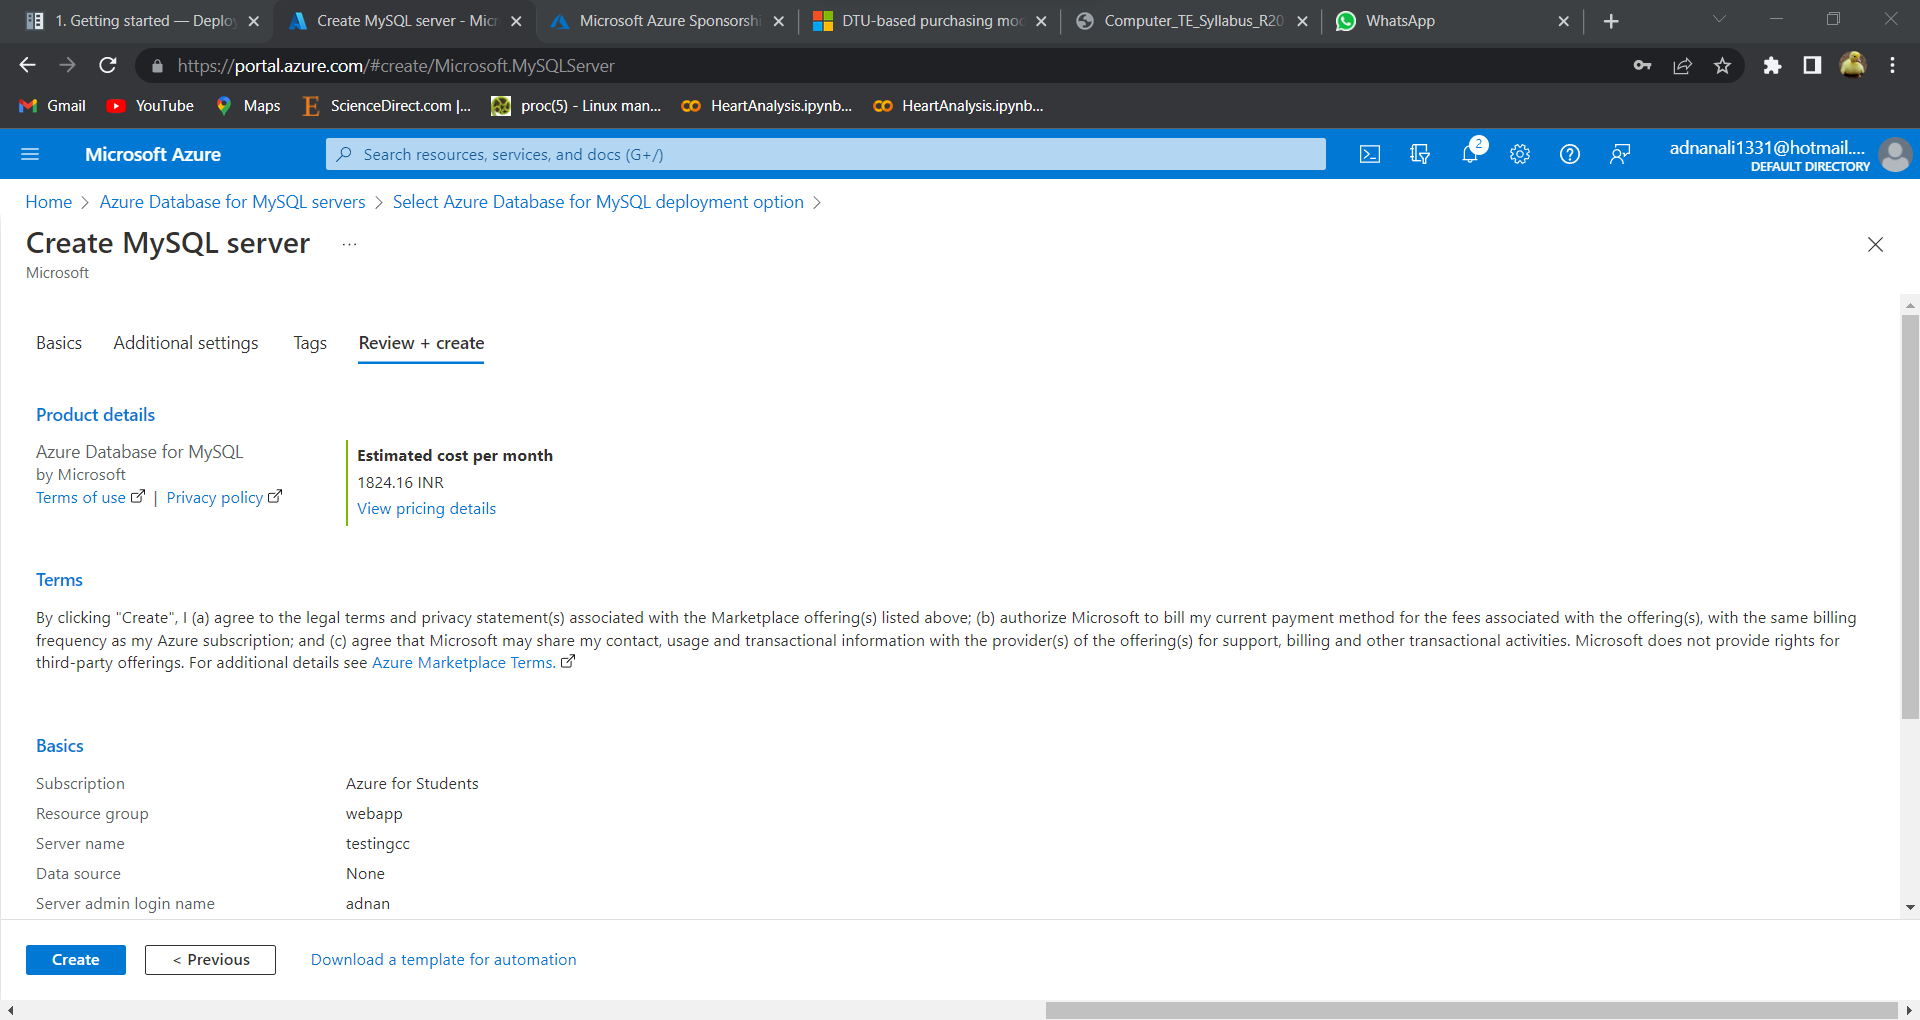 1. Getting started — Deploy
Create MySQL server - Micr
Microsoft Azure Sponsorshi
DTU-based purchasing mod
Computer_TE_Syllabus_R20
WhatsApp
https://portal.azure.com/#create/Microsoft.MySQLServer
Gmail
YouTube
Maps
ScienceDirect.com |...
proc(5) - Linux man...
HeartAnalysis.ipynb...
HeartAnalysis.ipynb...
Microsoft Azure
Search resources, services, and docs (G+/)
2
adnanali1331@hotmail....
DEFAULT DIRECTORY
Home > Azure Database for MySQL servers > Select Azure Database for MySQL deployment option >
Create MySQL server ...
Microsoft
Basics
Additional settings
Tags
Review + create
Product details
Azure Database for MySQL
by Microsoft
Terms of use | Privacy policy
Estimated cost per month
1824.16 INR
View pricing details
Terms
By clicking "Create", I (a) agree to the legal terms and privacy statement(s) associated with the Marketplace offering(s) listed above; (b) authorize Microsoft to bill my current payment method for the fees associated with the offering(s), with the same billing
frequency as my Azure subscription; and (c) agree that Microsoft may share my contact, usage and transactional information with the provider(s) of the offering(s) for support, billing and other transactional activities. Microsoft does not provide rights for
third-party offerings. For additional details see Azure Marketplace Terms.
Basics
Subscription Azure for Students
Resource group webapp
Server name testingcc
Data source None
Server admin login name adnan
Create
< Previous
Download a template for automation